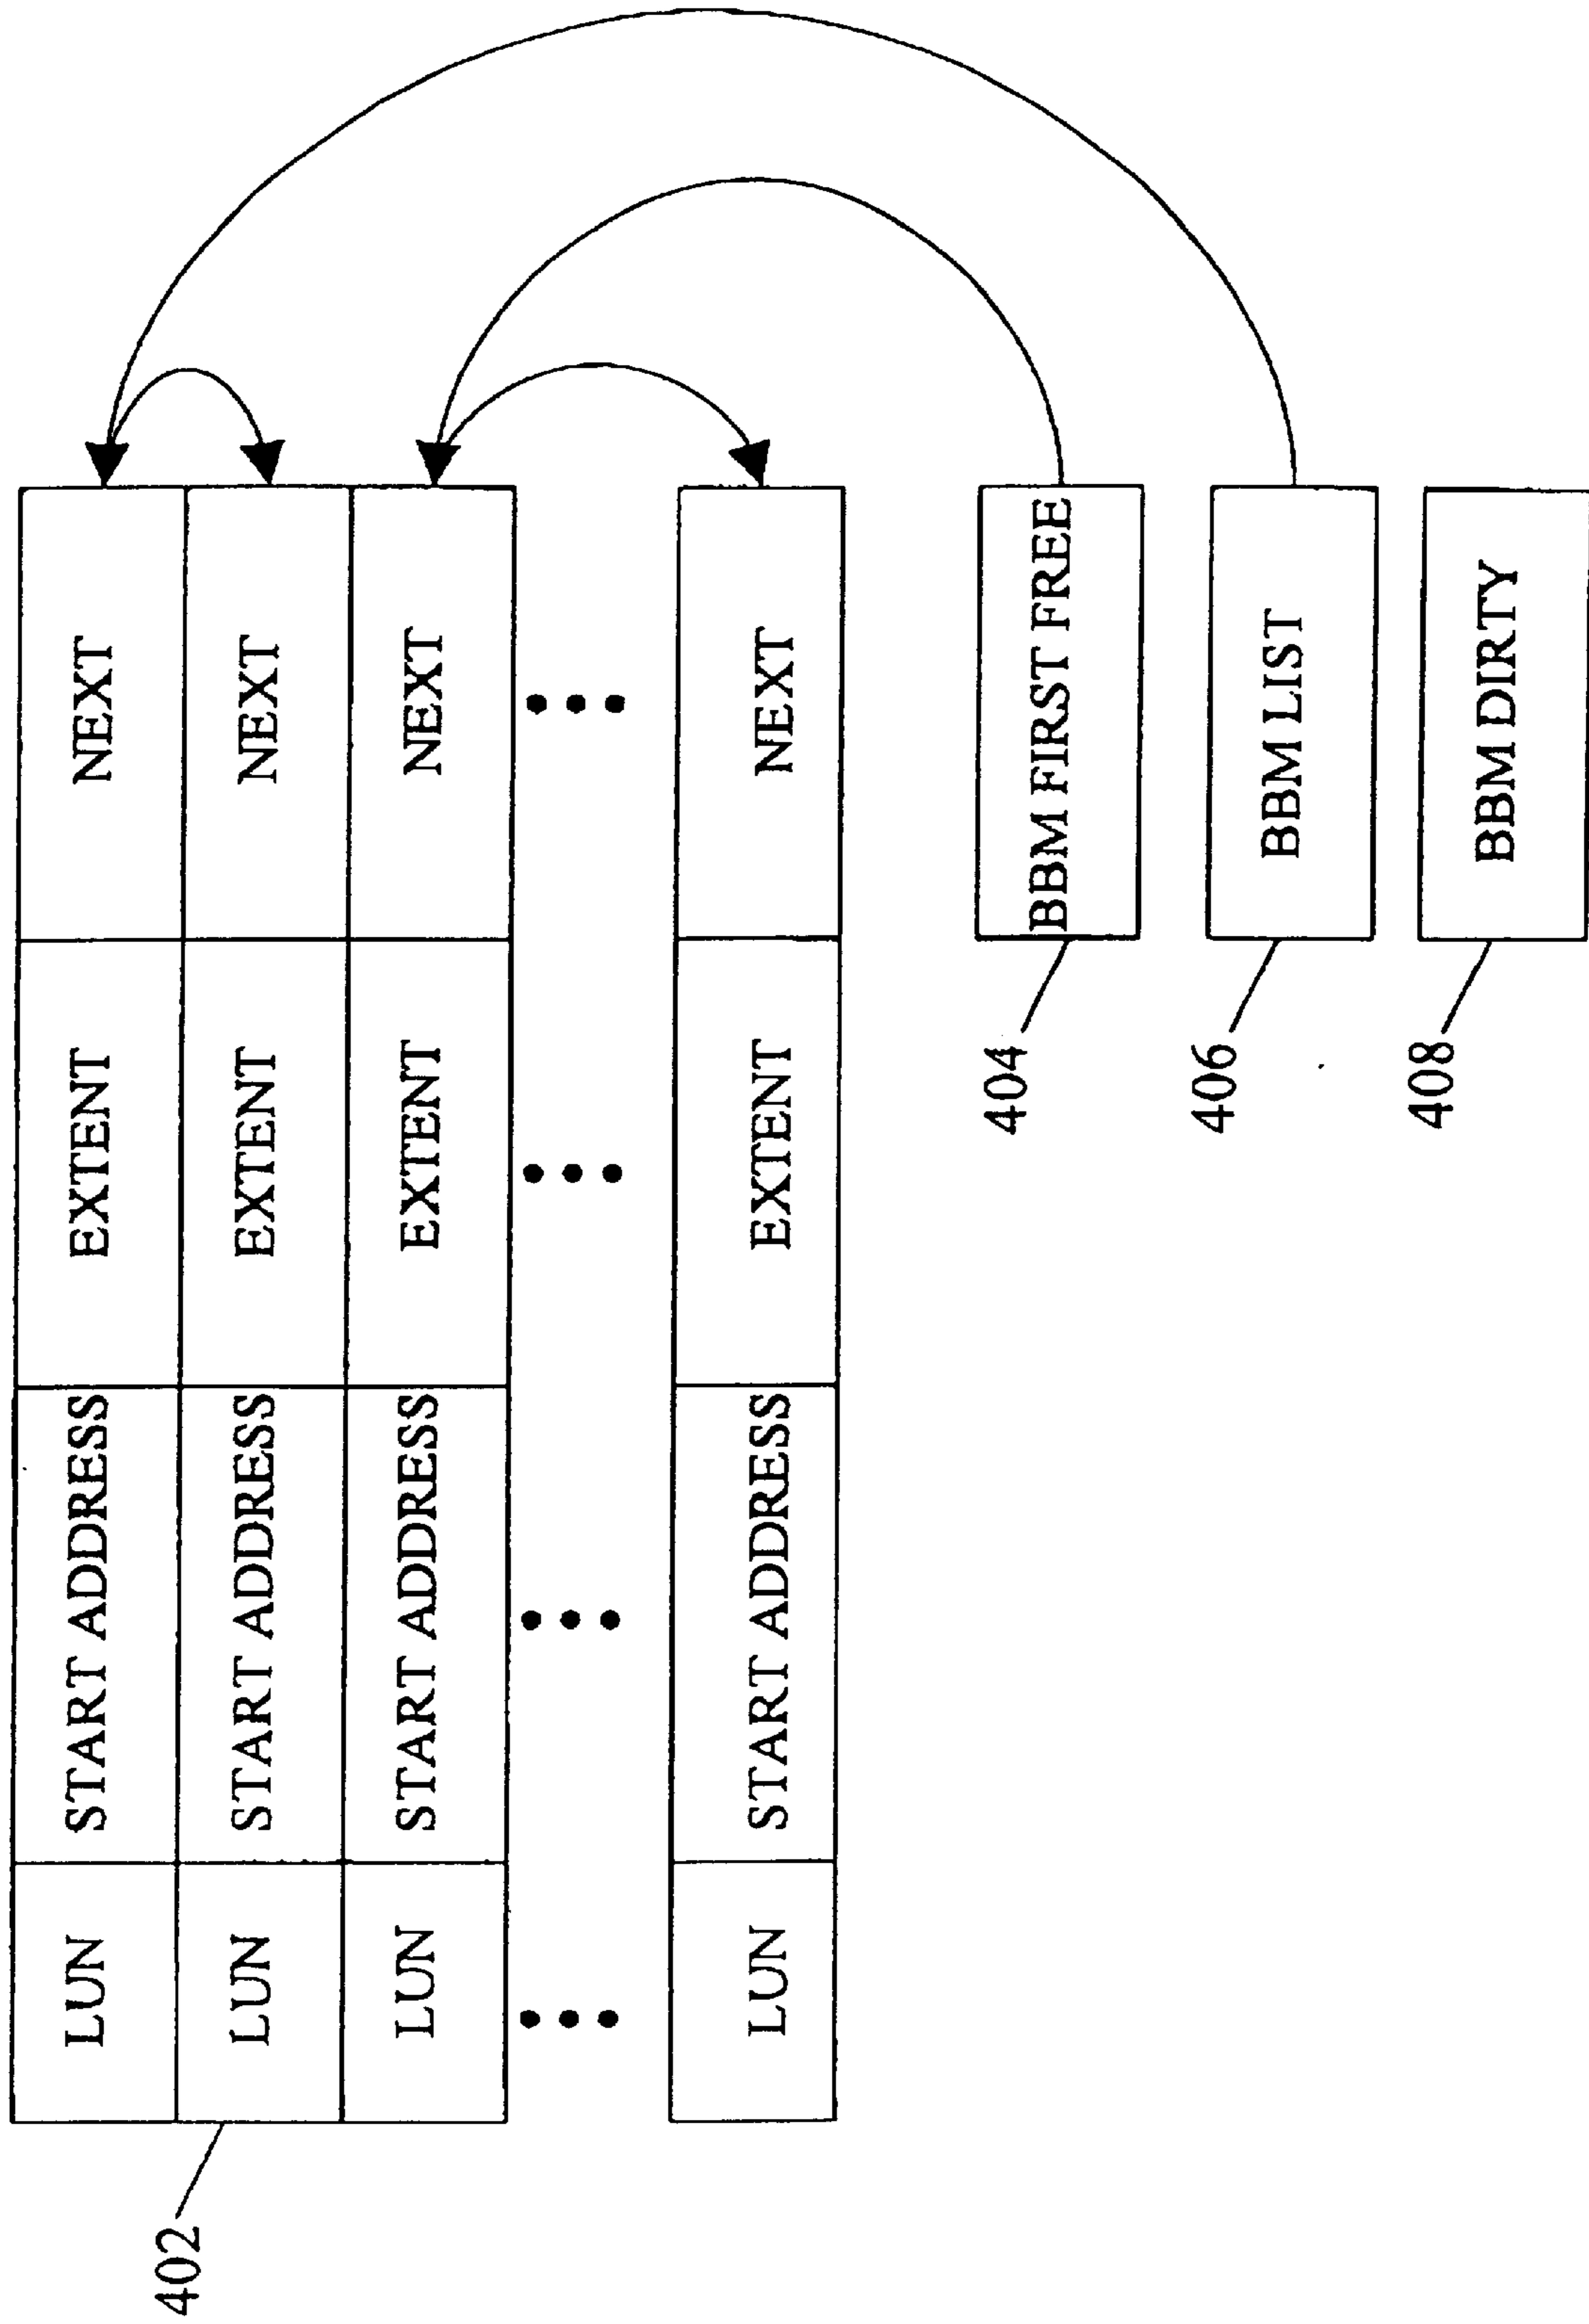 LUN START ADDRESS EXTENT NEXT
LUN START ADDRESS EXTENT NEXT
LUN START ADDRESS EXTENT NEXT
LUN START ADDRESS EXTENT NEXT
402
BBM FIRST FREE
404
BBM LIST
406
BBM DIRTY
408